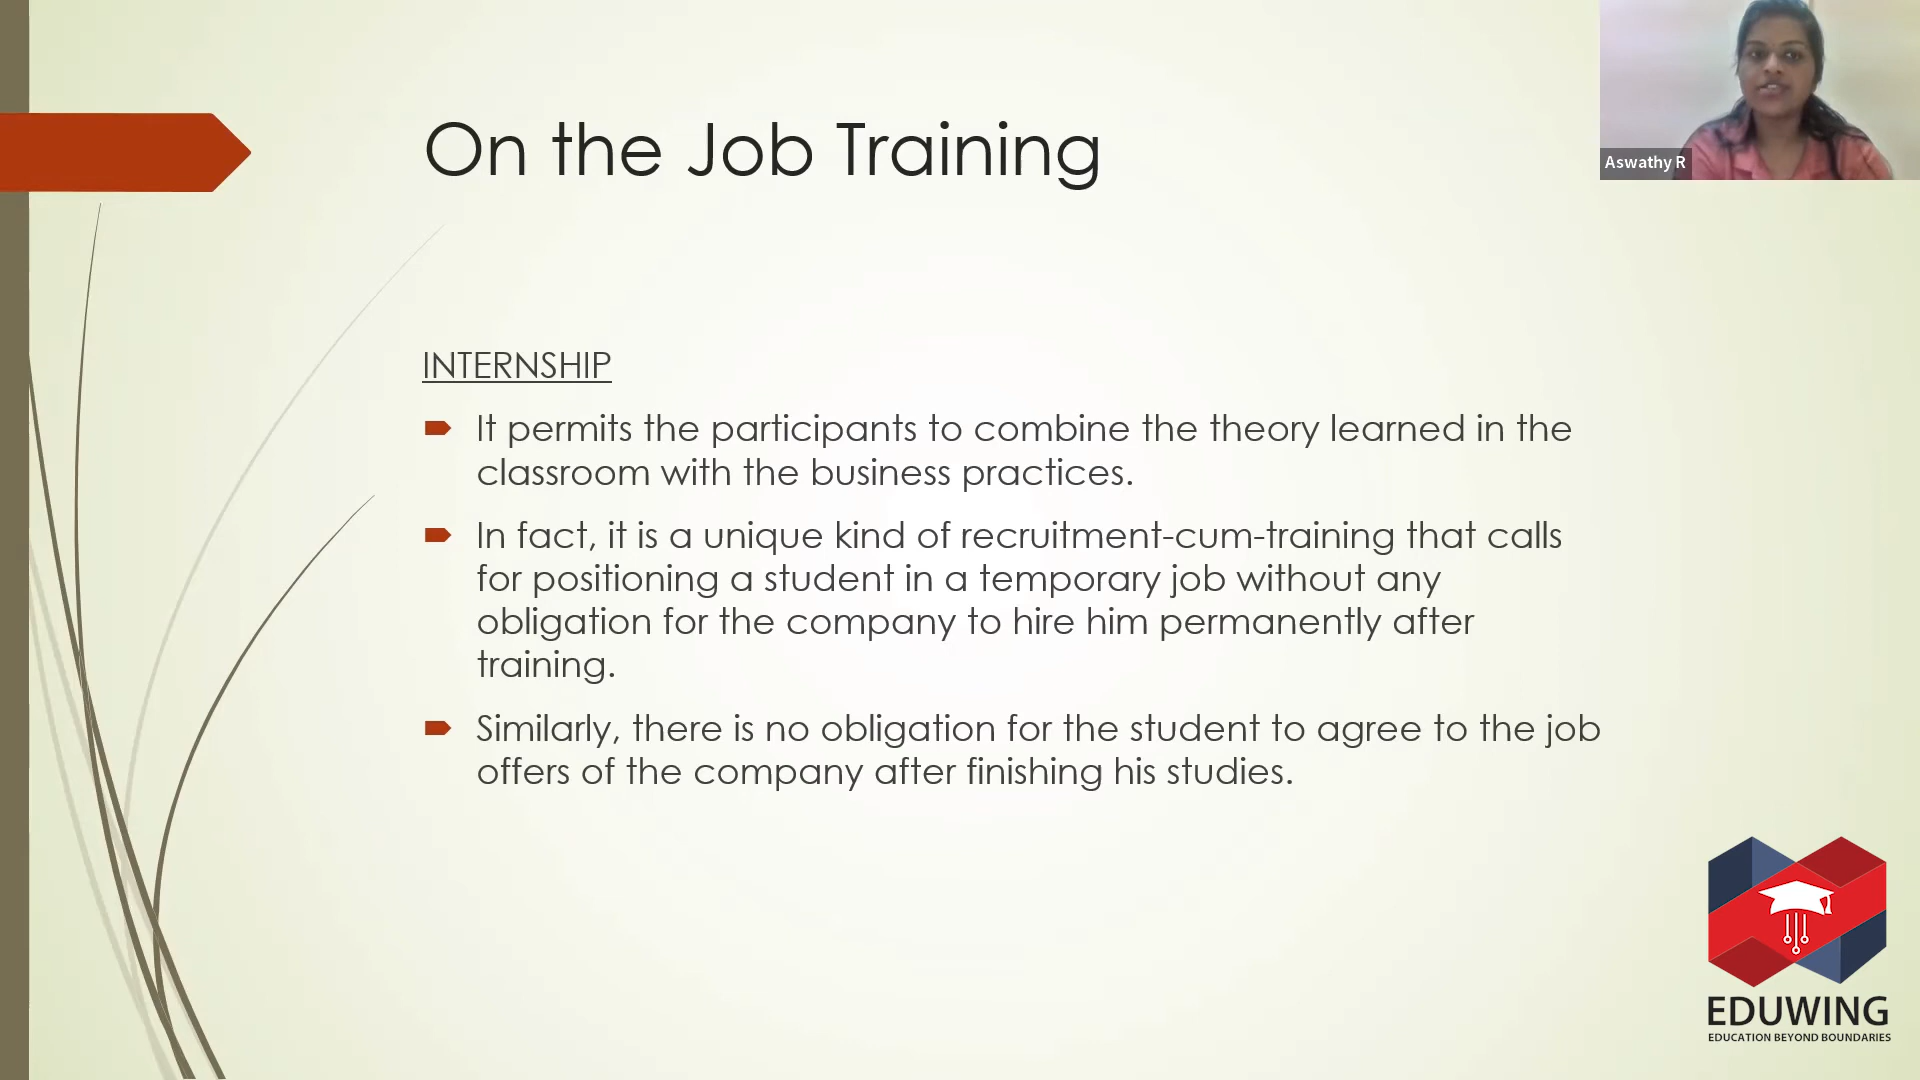 On the Job Training
Aswathy R
INTERNSHIP
It permits the participants to combine the theory learned in the
classroom with the business practices.
In fact, it is a unique kind of recruitment-cum-training that calls
for positioning a student in a temporary job without any
obligation for the company to hire him permanently after
training.
Similarly, there is no obligation for the student to agree to the job
offers of the company after finishing his studies.
EDUWING
EDUCATION BEYOND BOUNDARIES